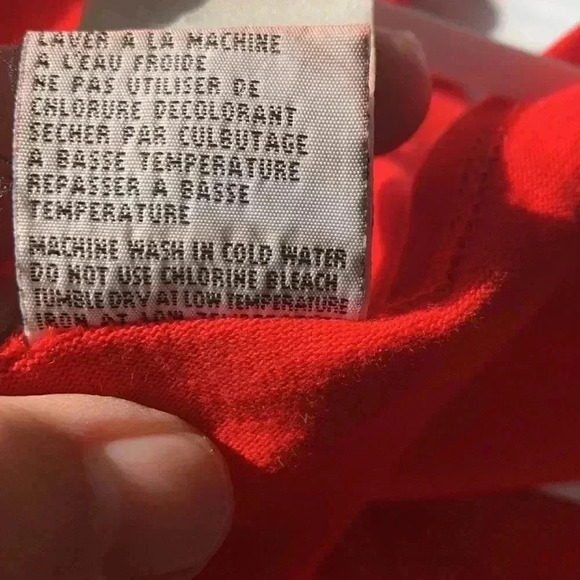 LAVER A LA MACHINE
A L'EAU FROIDE
NE PAS UTILISER DE
CHLORURE DECOLORANT
SECHER PAR CULBUTAGE
A BASSE TEMPERATURE
REPASSER A BASSE
TEMPERATURE
MACHINE WASH IN COLD WATER
DO NOT USE CHLORINE BLEACH
TUMBLE DRY AT LOW TEMPERATURE
IRON AT LOW